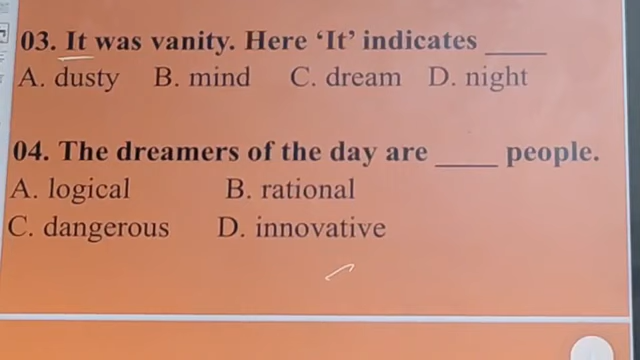 03. It was vanity. Here ‘It’ indicates _____
A. dusty B. mind C. dream D. night
04. The dreamers of the day are _____ people.
A. logical B. rational
C. dangerous D. innovative